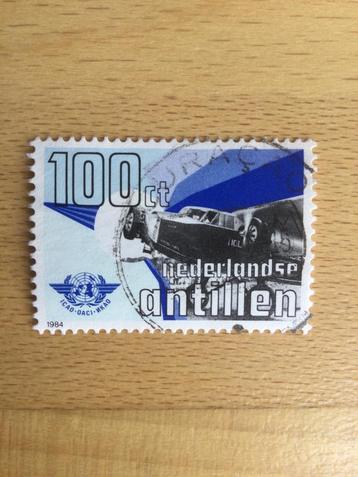 100ct
nederlandse
antillen
ICAO·OACI·ИКАО
1984